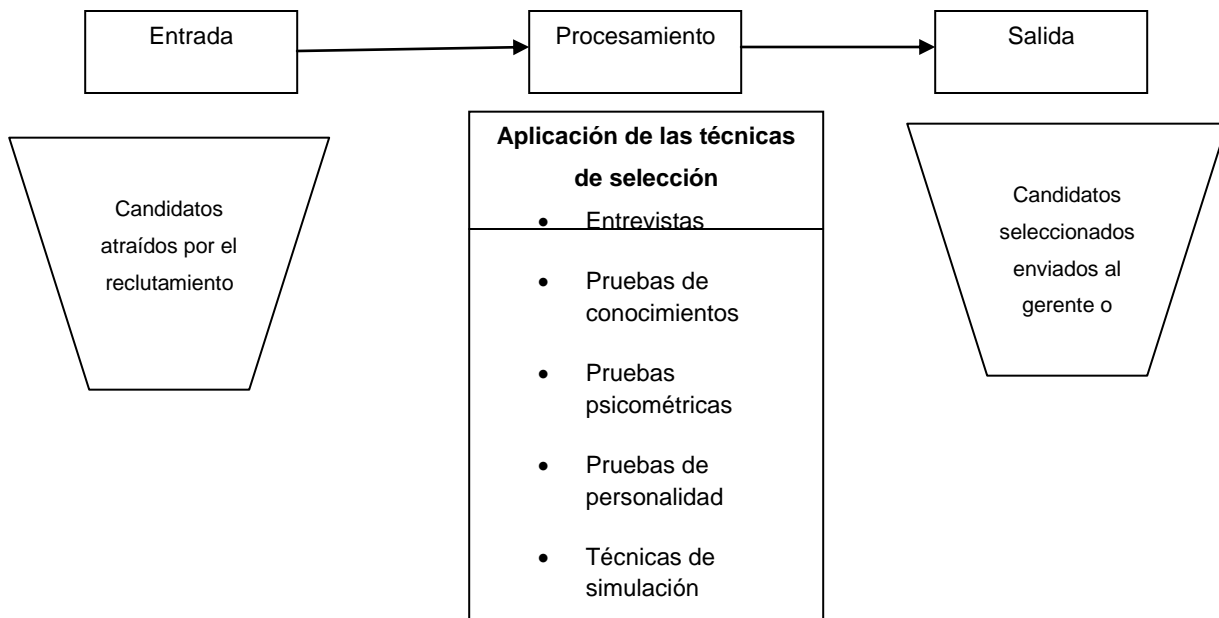 Entrada
Procesamiento
Salida
Candidatos
atraídos por el
reclutamiento
Aplicación de las técnicas
de selección
• Entrevistas
• Pruebas de
conocimientos
• Pruebas
psicométricas
• Pruebas de
personalidad
• Técnicas de
simulación
Candidatos
seleccionados
enviados al
gerente o